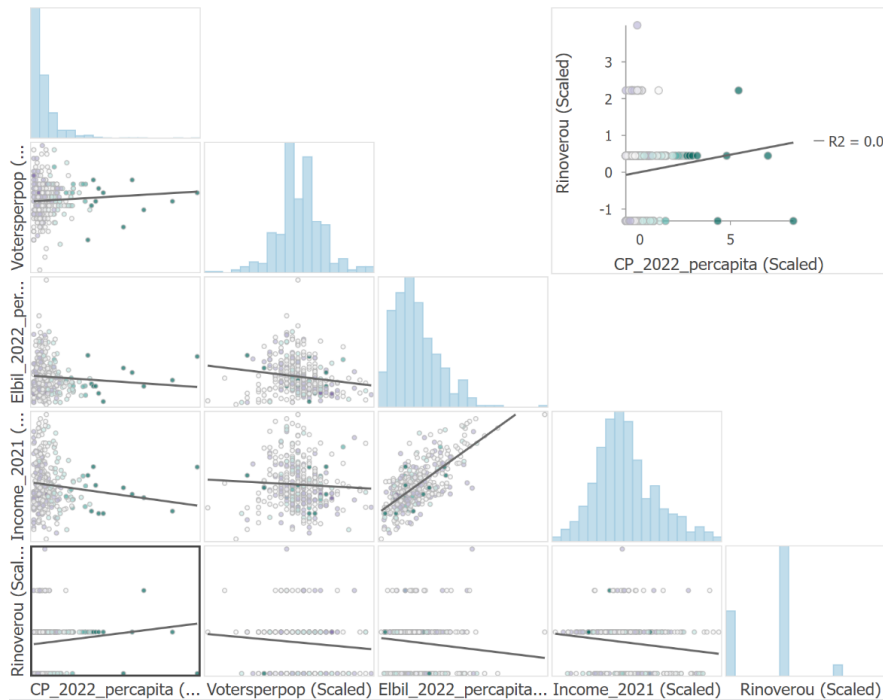 3
2
1
0
-1
Rinoverou (Scaled)
R2 = 0.0
0
5
CP_2022_percapita (Scaled)
Votersperpop (...
Elbil_2022_per...
Income_2021 (...
Rinoverou (Scal...
CP_2022_percapita (...
Votersperpop (Scaled)
Elbil_2022_percapita...
Income_2021 (Scaled)
Rinoverou (Scaled)